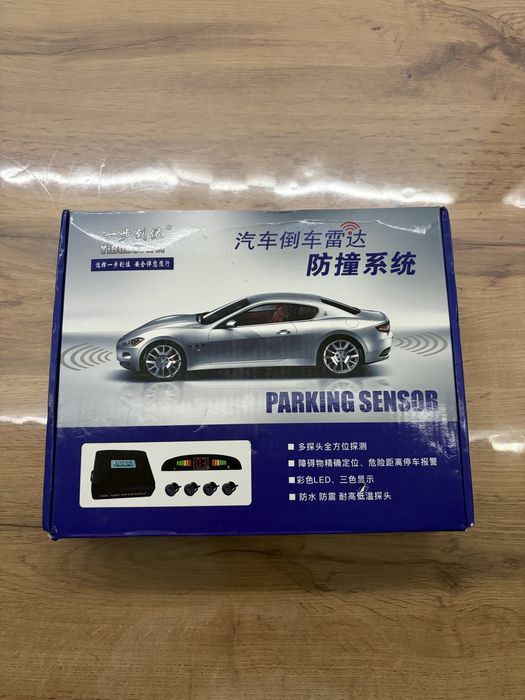 一步到位®
选择一步到位 安全伴您随行
汽车倒车雷达
防撞系统
PARKING SENSOR
■ 多探头全方位探测
■ 障碍物精确定位、危险距离停车报警
■ 彩色LED、三色显示
■ 防水 防震 耐高低温探头